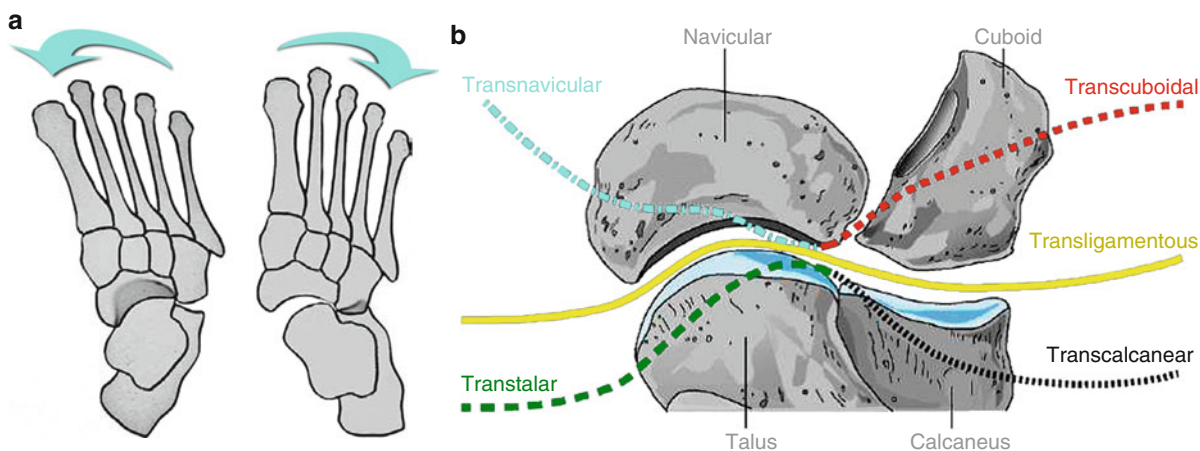 a
b
Navicular
Cuboid
Transnavicular
Transcuboidal
Transligamentous
Transtalar
Transcalcanear
Talus
Calcaneus